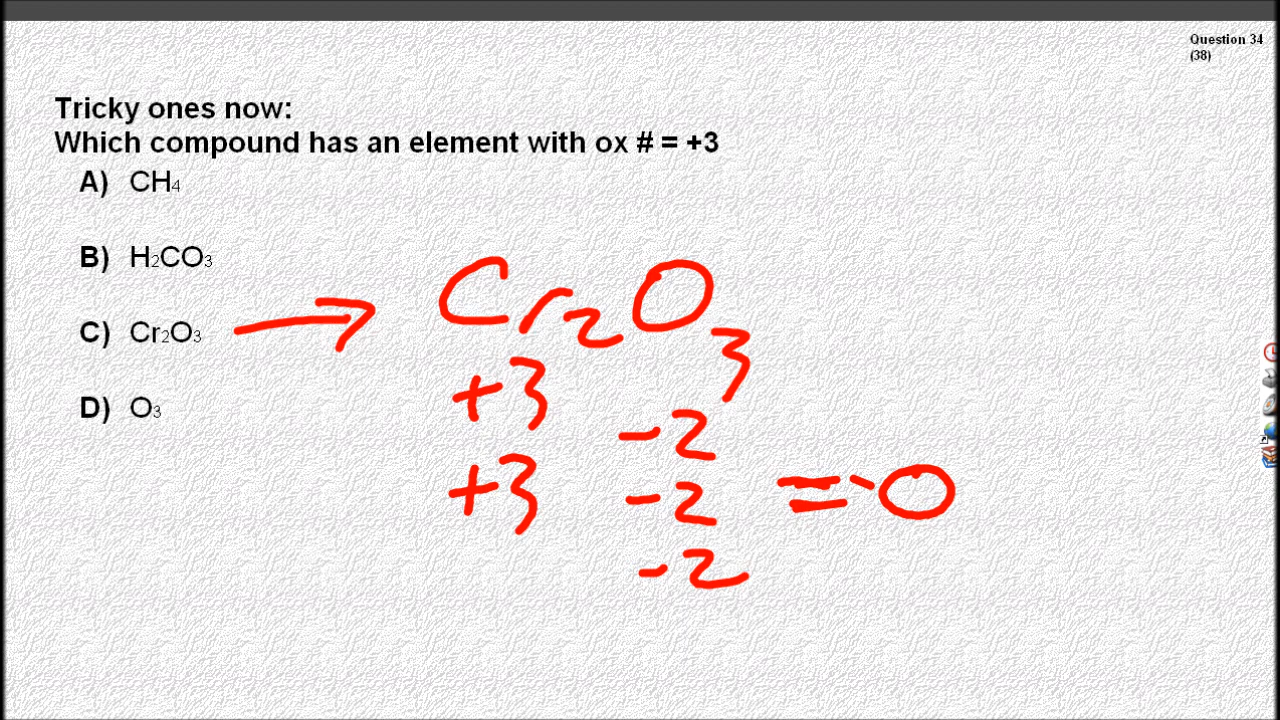 Question 34
(38)
Tricky ones now:
Which compound has an element with ox # = +3
A) CH4
B) H2CO3
C) Cr2O3
D) O3
Cr2O3
+3
-2
+3 -2 = 0
-2